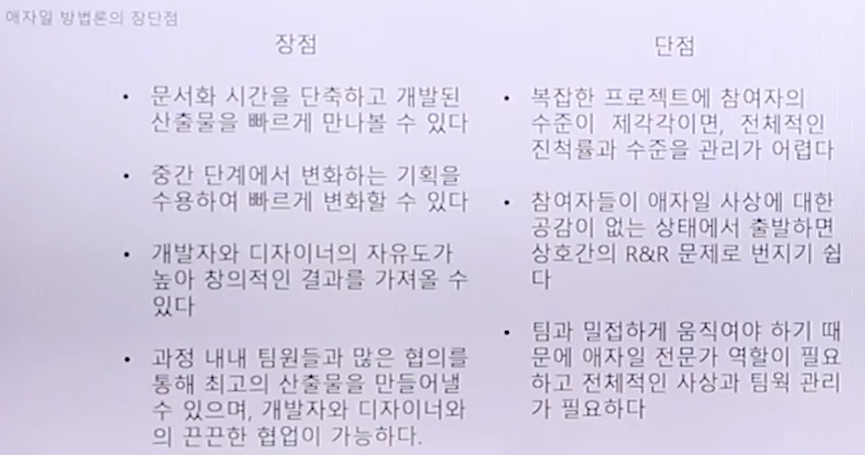 애자일 방법론의 장단점
장점
• 문서화 시간을 단축하고 개발된
산출물을 빠르게 만나볼 수 있다
• 중간 단계에서 변화하는 기획을
수용하여 빠르게 변화할 수 있다
• 개발자와 디자이너의 자유도가
높아 창의적인 결과를 가져올 수
있다
• 과정 내내 팀원들과 많은 협의를
통해 최고의 산출물을 만들어낼
수 있으며, 개발자와 디자이너와
의 끈끈한 협업이 가능하다.
단점
• 복잡한 프로젝트에 참여자의
수준이 제각각이면, 전체적인
진척률과 수준을 관리가 어렵다
• 참여자들이 애자일 사상에 대한
공감이 없는 상태에서 출발하면
상호간의 R&R 문제로 번지기 쉽
다
• 팀과 밀접하게 움직여야 하기 때
문에 애자일 전문가 역할이 필요
하고 전체적인 사상과 팀웍 관리
가 필요하다